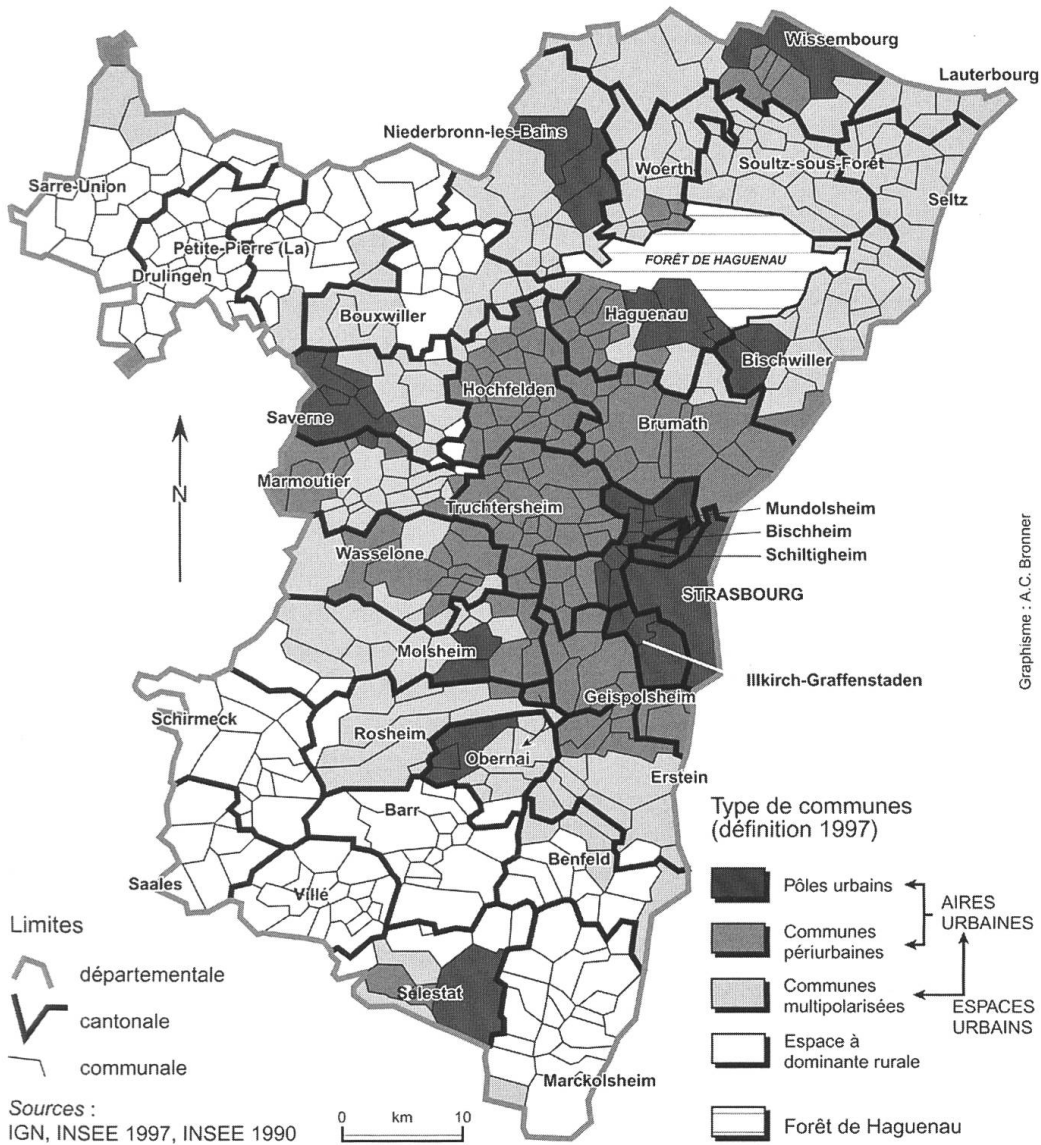 Wissembourg
Lauterbourg
Niederbronn-les-Bains
Woerth
Soultz-sous-Forêt
Sarre-Union
Seltz
Petite-Pierre (La)
Drulingen
FORÊT DE HAGUENAU
Bouxwiller
Haguenau
Bischwiller
Hochfelden
Saverne
Brumath
Marmoutier
N
Truchtersheim
Mundolsheim
Bischheim
Schiltigheim
Wasselone
STRASBOURG
Molsheim
Illkirch-Graffenstaden
Geispolsheim
Schirmeck
Rosheim
Obernai
Erstein
Barr
Benfeld
Saales
Villé
Sélestat
Marckolsheim
Graphisme : A.C. Bronner
Type de communes
(définition 1997)
Pôles urbains
AIRES
URBAINES
Communes
périurbaines
Communes
multipolarisées
ESPACES
URBAINS
Espace à
dominante rurale
Forêt de Haguenau
Limites
départementale
cantonale
communale
Sources :
IGN, INSEE 1997, INSEE 1990
0 km 10